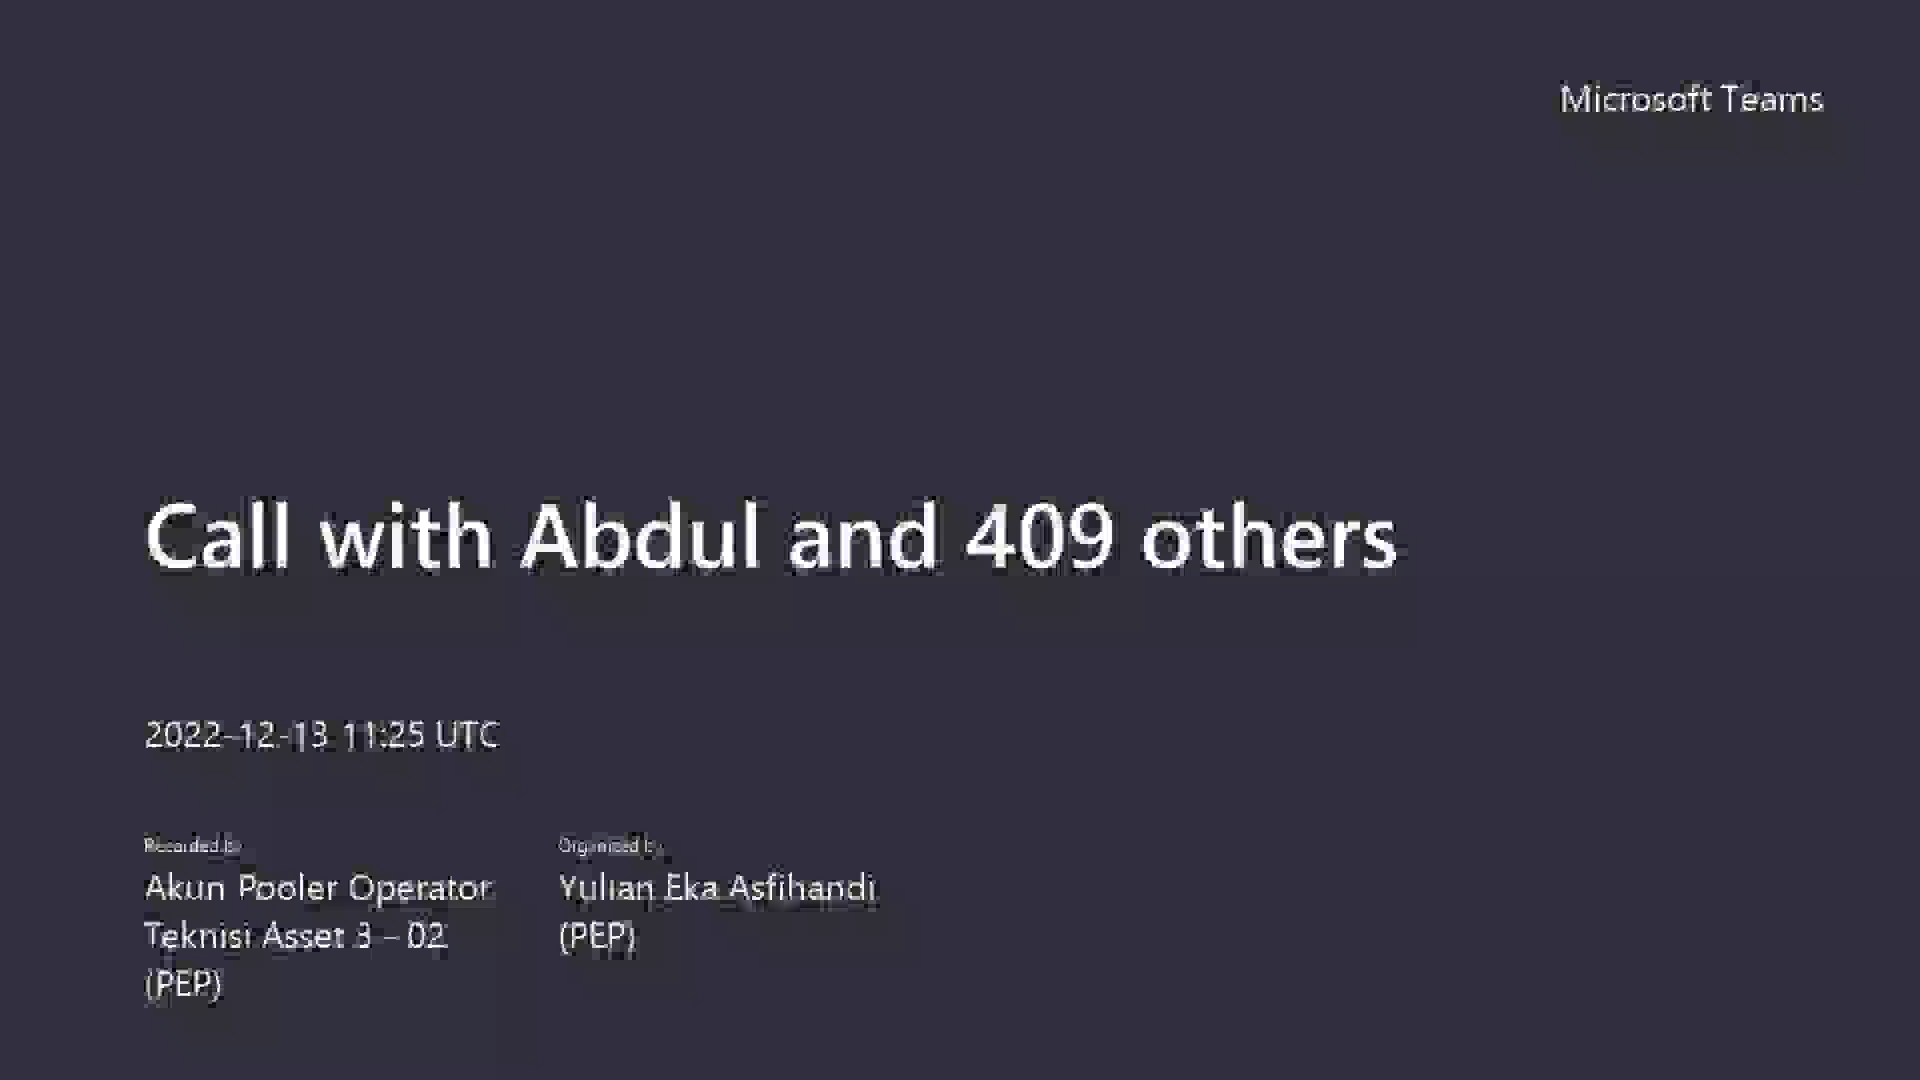 Microsoft Teams
Call with Abdul and 409 others
2022-12-13 11:25 UTC
Recorded by
Organized by
Akun Pooler Operator
Teknisi Asset 3 - 02
(PEP)
Yulian Eka Asfihandi
(PEP)